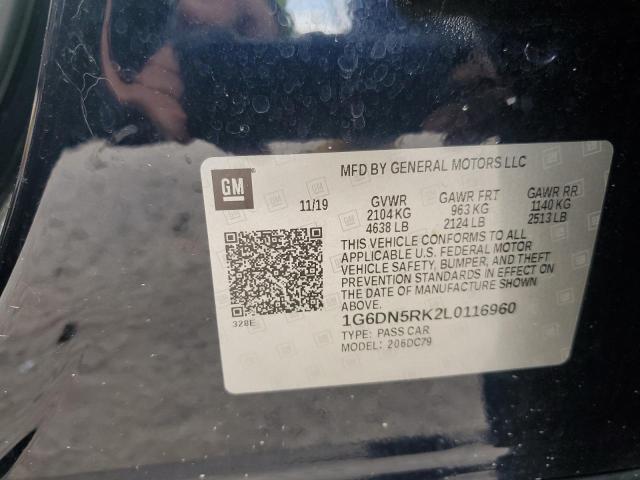 MFD BY GENERAL MOTORS LLC
GM
11/19
GVWR
2104 KG
4638 LB
GAWR FRT
963 KG
2124 LB
GAWR RR
1140 KG
2513 LB
THIS VEHICLE CONFORMS TO ALL
APPLICABLE U.S. FEDERAL MOTOR
VEHICLE SAFETY, BUMPER, AND THEFT
PREVENTION STANDARDS IN EFFECT ON
THE DATE OF MANUFACTURE SHOWN
ABOVE.
328E
1G6DN5RK2L0116960
TYPE: PASS CAR
MODEL: 206DC79